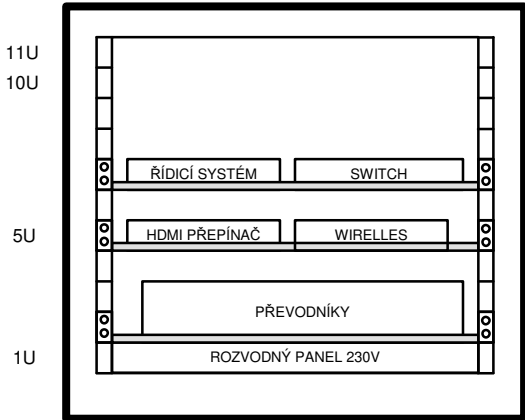 11U
10U
ŘÍDICÍ SYSTÉM SWITCH
5U HDMI PŘEPÍNAČ WIRELLES
PŘEVODNÍKY
1U ROZVODNÝ PANEL 230V